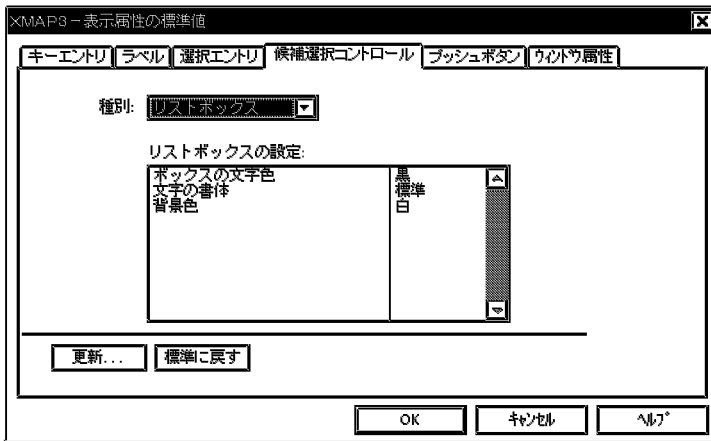 XMAP3－表示属性の標準値
キーエントリ ラベル 選択エントリ 候補選択コントロール プッシュボタン ｳｨﾝﾄﾞｳ属性
種別: リストボックス
リストボックスの設定:
ボックスの文字色 黒
文字の書体 標準
背景色 白
更新... 標準に戻す
OK ｷｬﾝｾﾙ ﾍﾙﾌﾟ